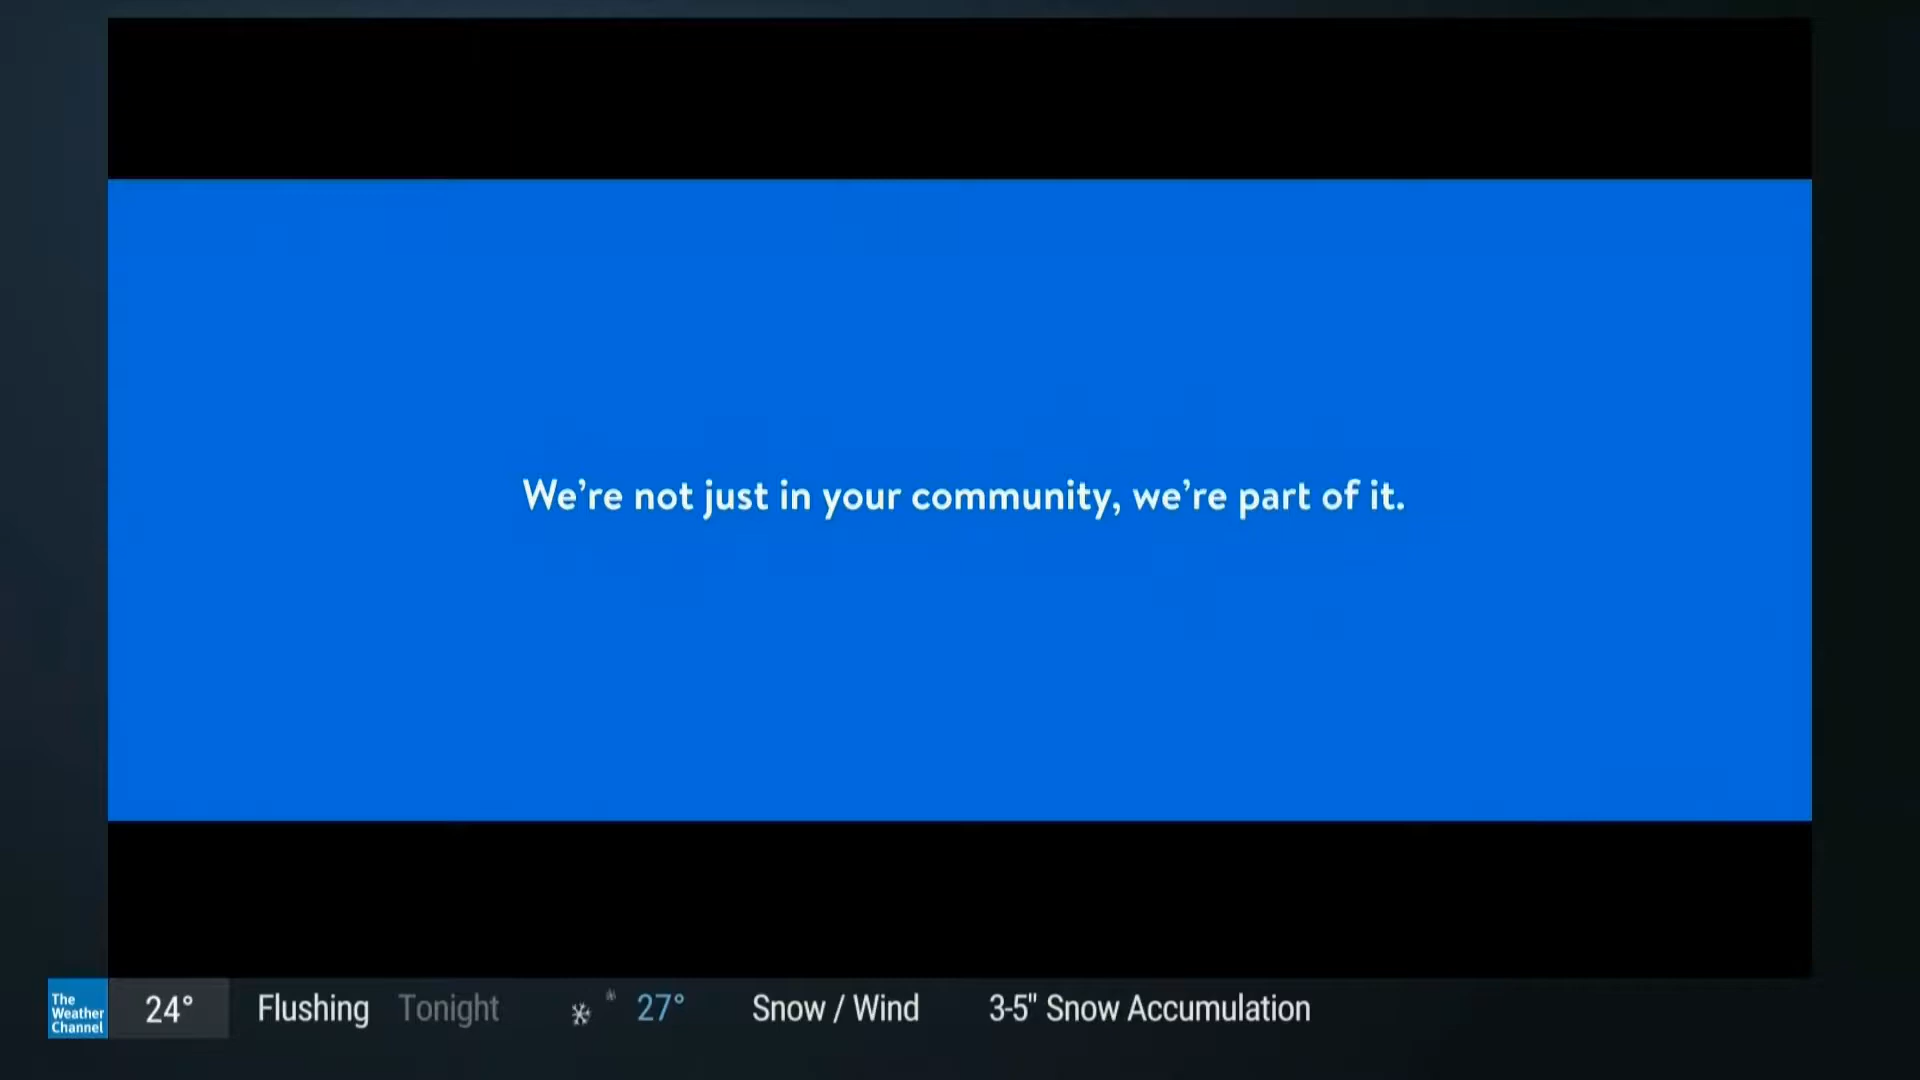 We’re not just in your community, we’re part of it.
The
Weather
Channel
24° Flushing Tonight 27° Snow / Wind 3-5" Snow Accumulation